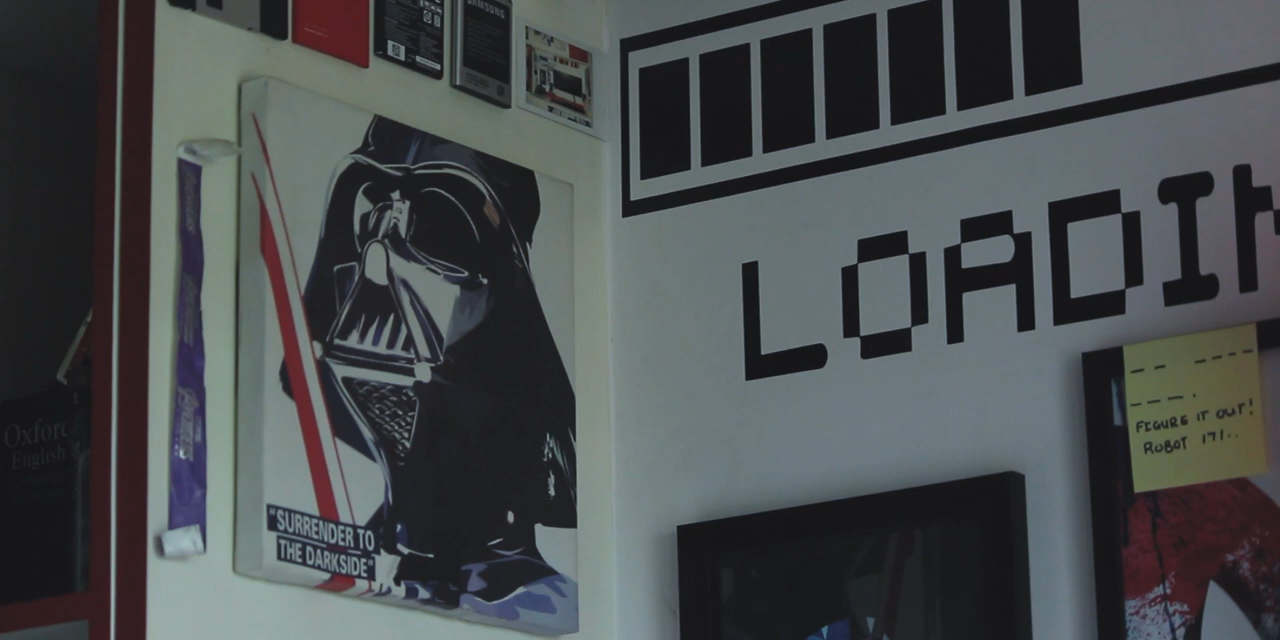 SAMSUNG
LOADIN
Oxford
English
"SURRENDER TO
THE DARKSIDE"
FIGURE IT OUT!
ROBOT 171..